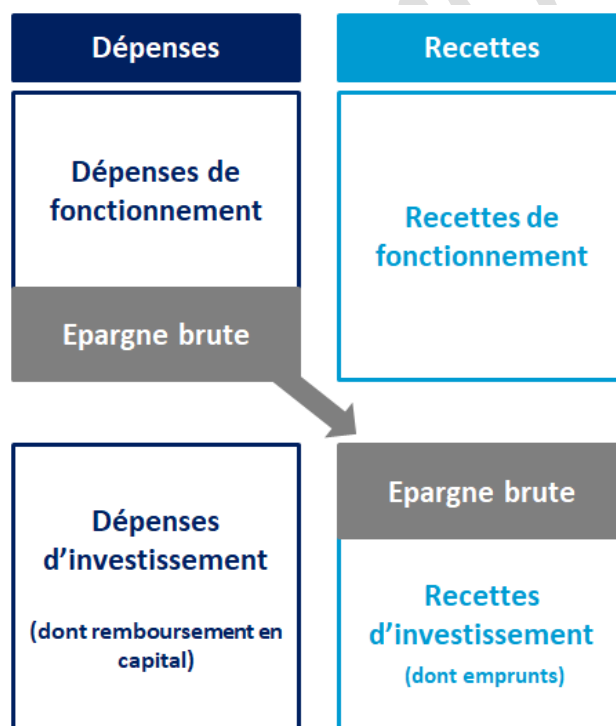 Dépenses
Recettes
Dépenses de
fonctionnement
Recettes de
fonctionnement
Epargne brute
Dépenses
d’investissement
(dont remboursement en
capital)
Epargne brute
Recettes
d’investissement
(dont emprunts)